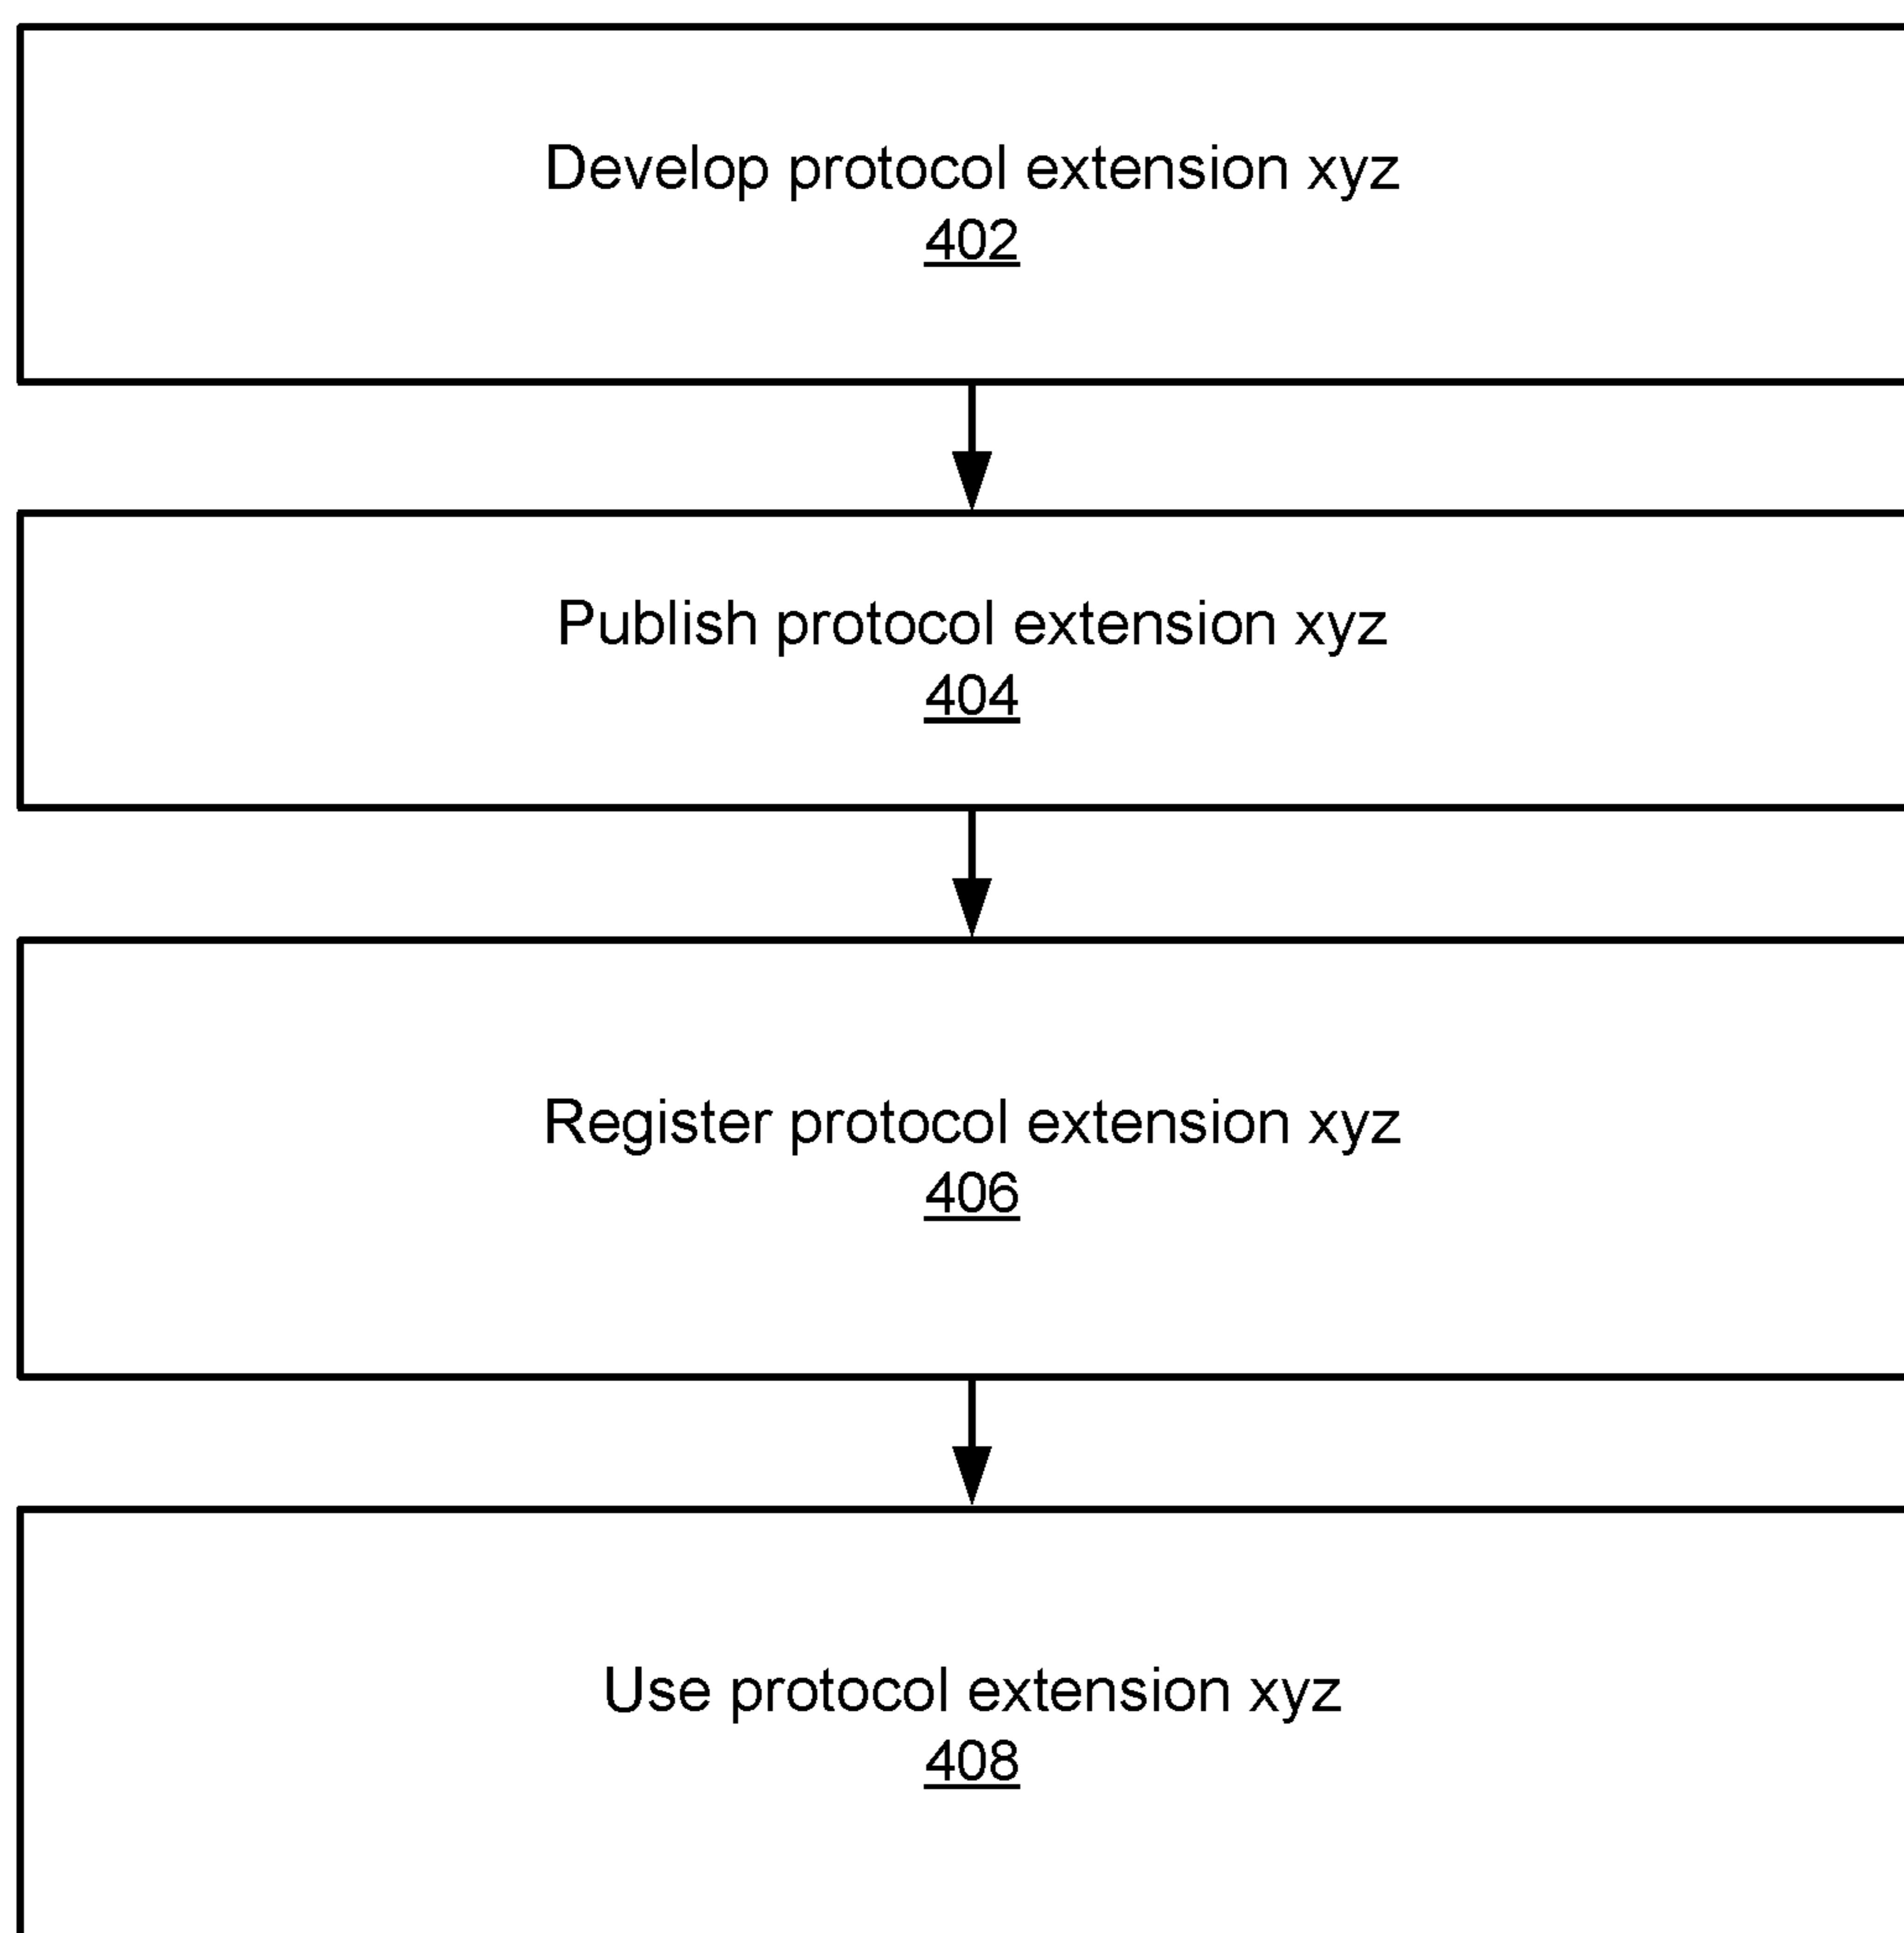 Develop protocol extension xyz
402
Publish protocol extension xyz
404
Register protocol extension xyz
406
Use protocol extension xyz
408